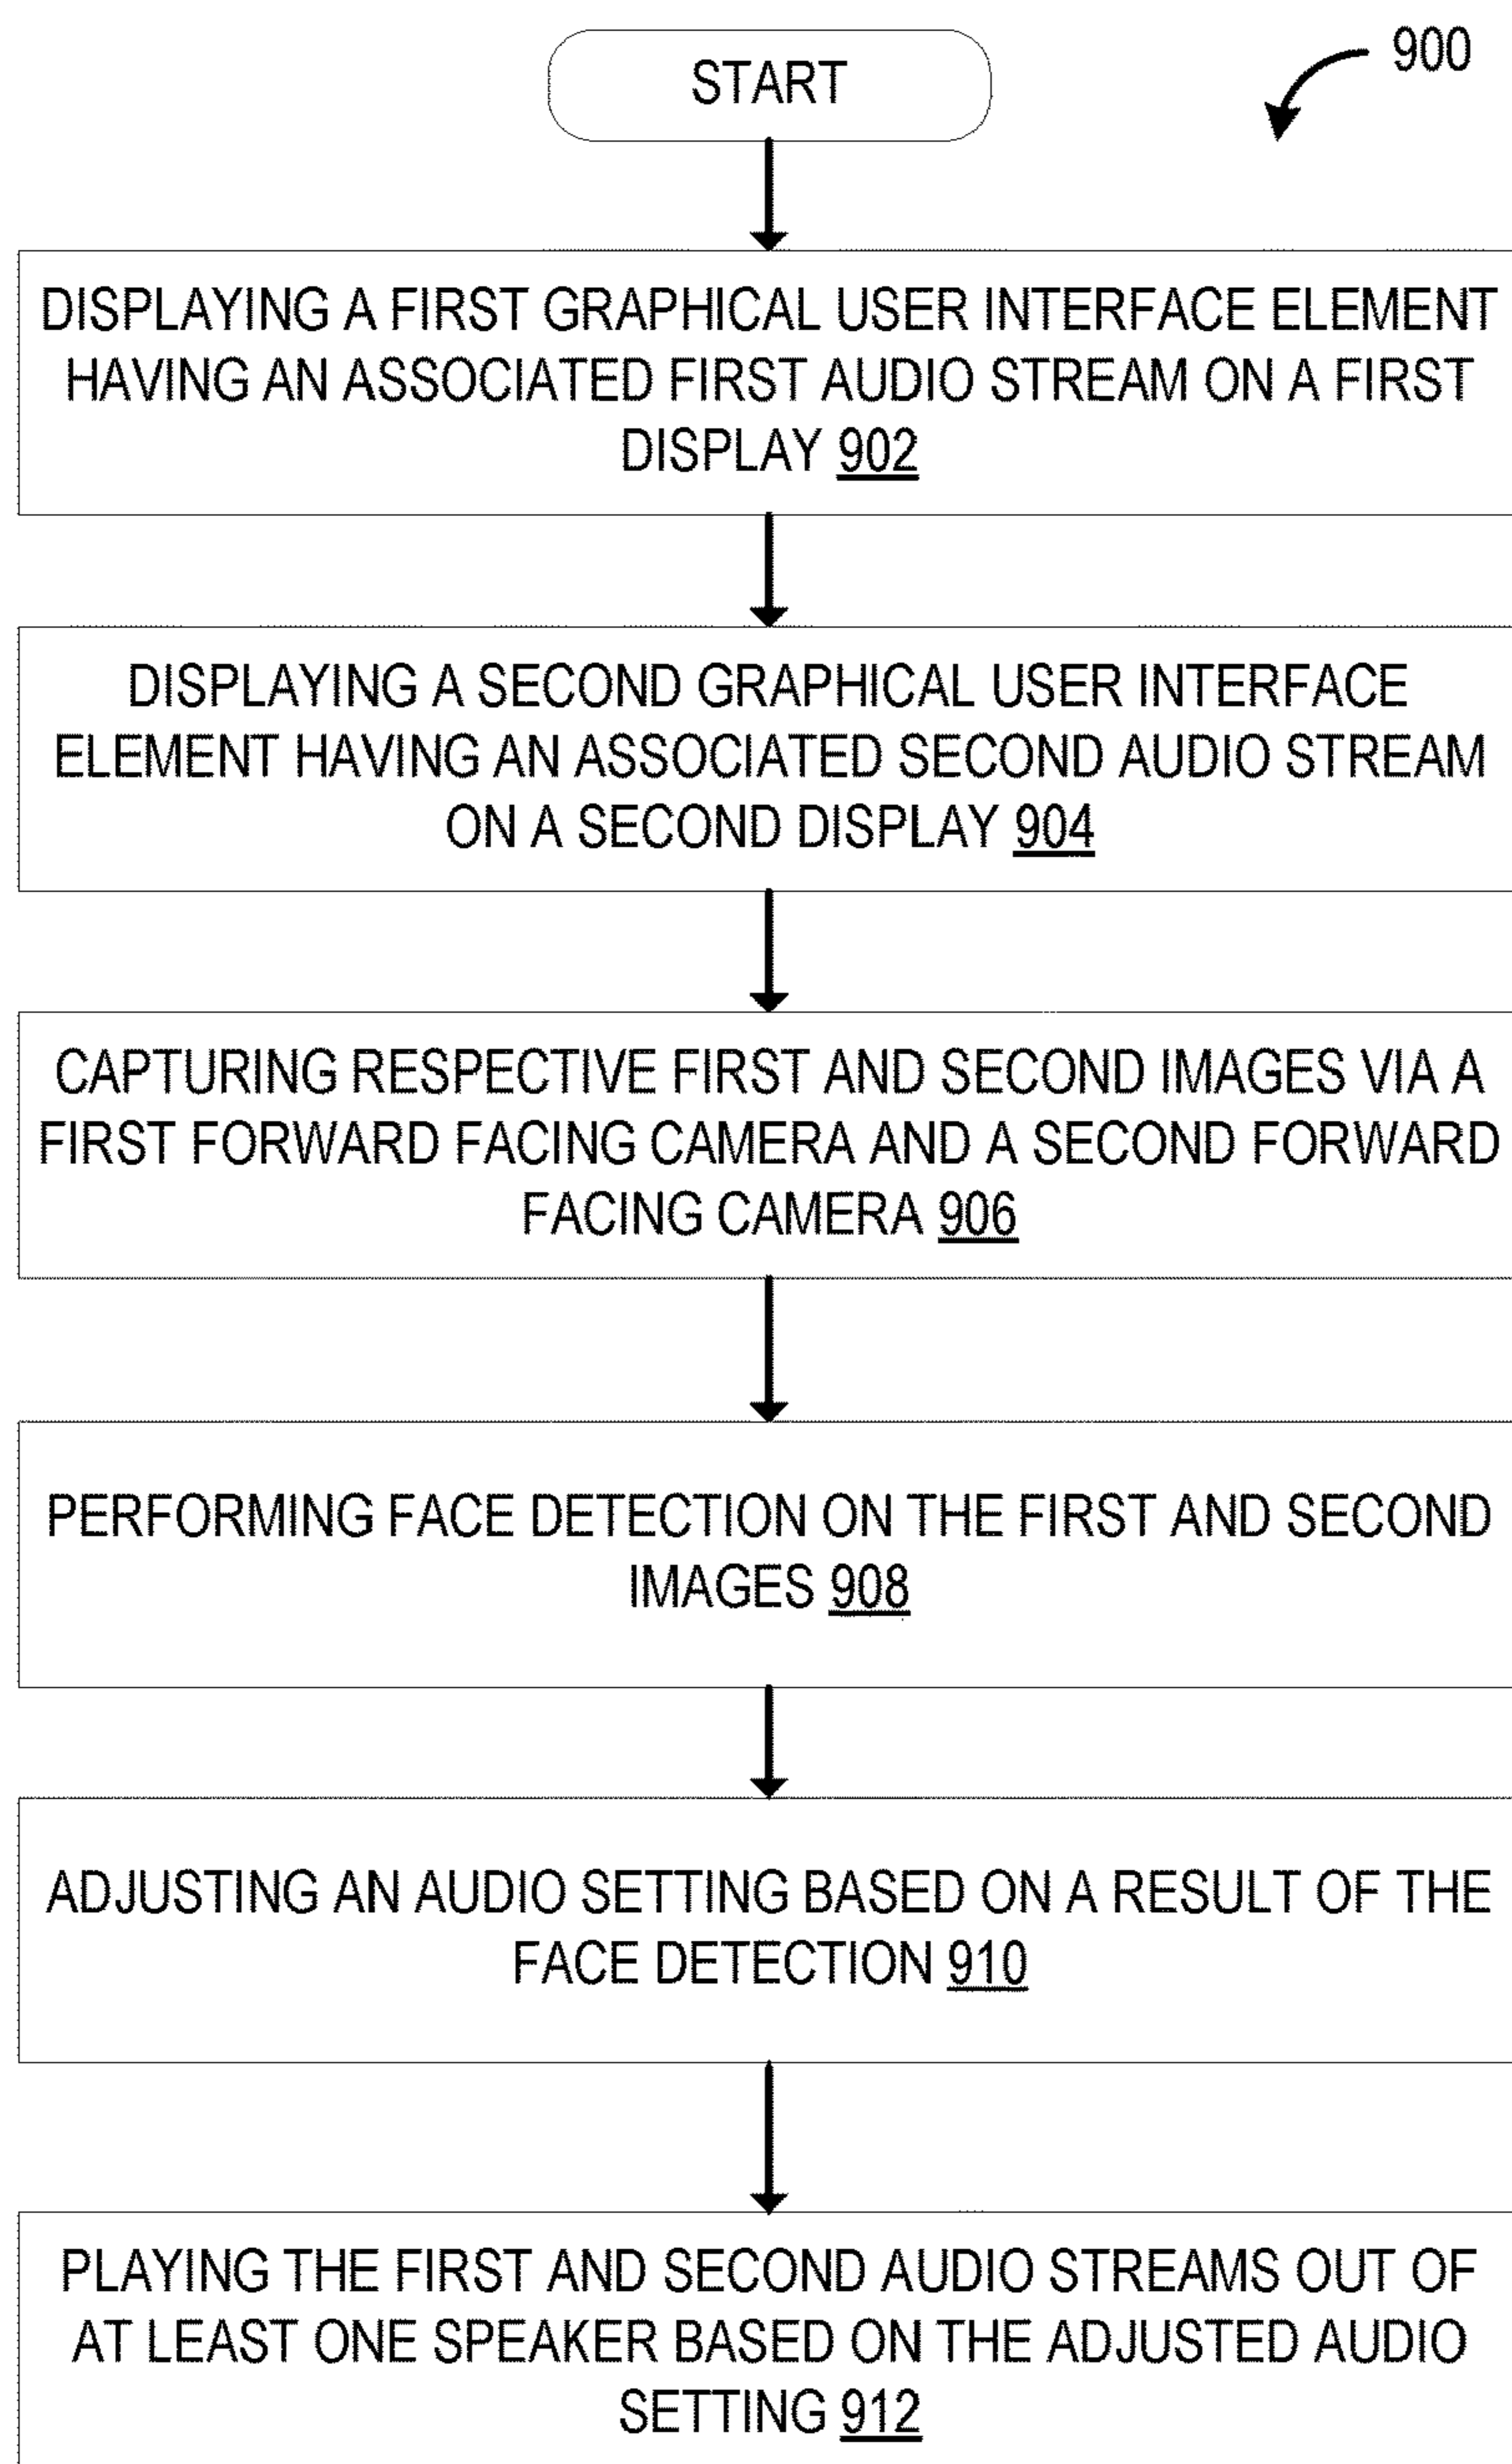 START
900
DISPLAYING A FIRST GRAPHICAL USER INTERFACE ELEMENT
HAVING AN ASSOCIATED FIRST AUDIO STREAM ON A FIRST
DISPLAY 902
DISPLAYING A SECOND GRAPHICAL USER INTERFACE
ELEMENT HAVING AN ASSOCIATED SECOND AUDIO STREAM
ON A SECOND DISPLAY 904
CAPTURING RESPECTIVE FIRST AND SECOND IMAGES VIA A
FIRST FORWARD FACING CAMERA AND A SECOND FORWARD
FACING CAMERA 906
PERFORMING FACE DETECTION ON THE FIRST AND SECOND
IMAGES 908
ADJUSTING AN AUDIO SETTING BASED ON A RESULT OF THE
FACE DETECTION 910
PLAYING THE FIRST AND SECOND AUDIO STREAMS OUT OF
AT LEAST ONE SPEAKER BASED ON THE ADJUSTED AUDIO
SETTING 912